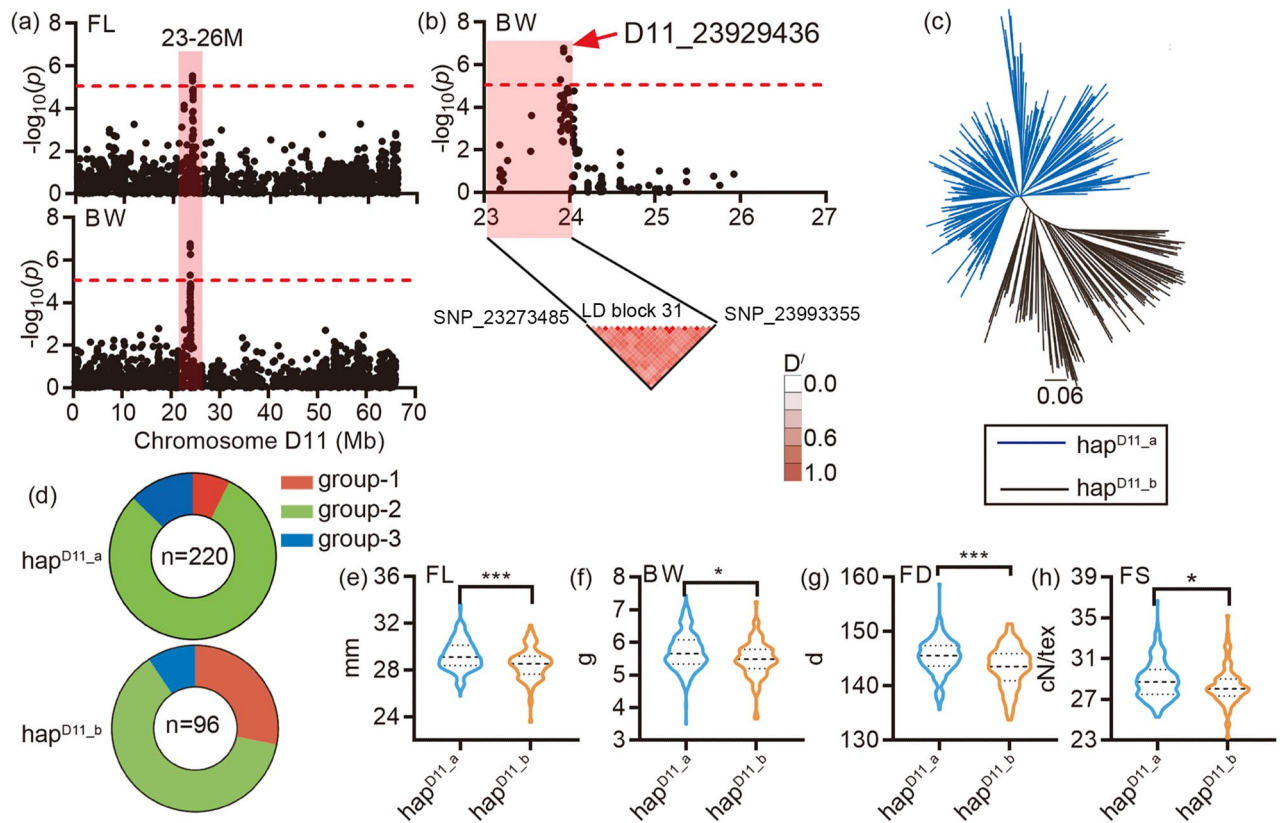 (a)
FL
23-26M
8
6
4
2
0
-log10(p)
BW
8
6
4
2
0
-log10(p)
0 10 20 30 40 50 60 70
Chromosome D11 (Mb)
(b)
BW
D11_23929436
8
6
4
2
0
-log10(p)
23 24 25 26 27
SNP_23273485
LD block 31
SNP_23993355
D/
0.0
0.6
1.0
(c)
0.06
hapD11_a
hapD11_b
(d)
group-1
group-2
group-3
hapD11_a
n=220
hapD11_b
n=96
(e)
FL
***
36
32
28
24
mm
hapD11_a
hapD11_b
(f)
BW
*
8
7
6
5
4
3
g
hapD11_a
hapD11_b
(g)
FD
***
160
150
140
130
d
hapD11_a
hapD11_b
(h)
FS
*
39
31
29
27
23
cN/tex
hapD11_a
hapD11_b